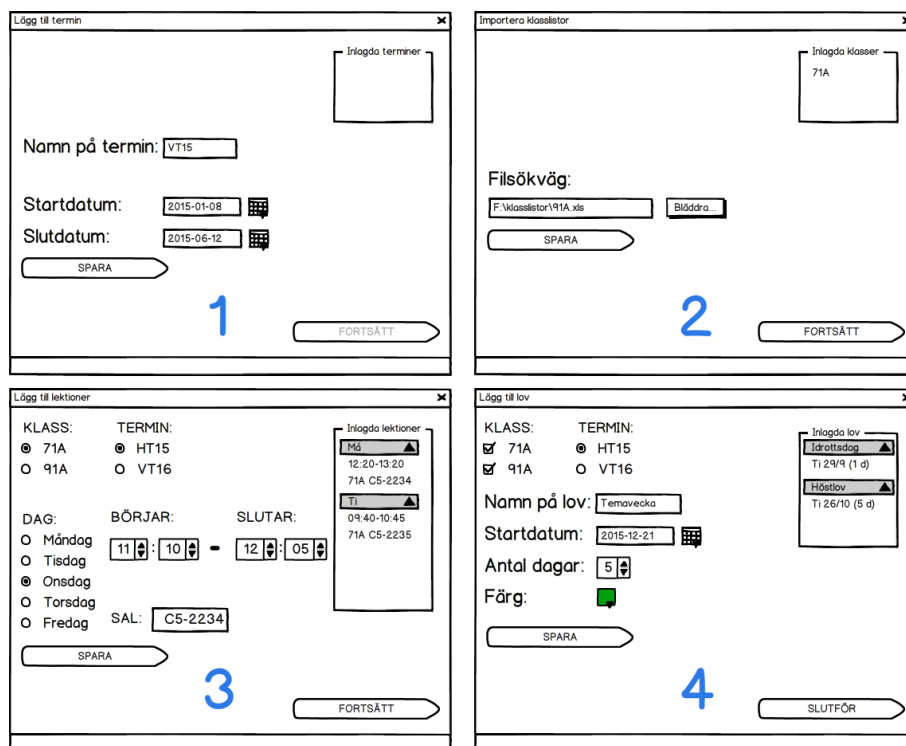 Lägg till termin
Inlagda terminer
Namn på termin: VT15
Startdatum: 2015-01-08
Slutdatum: 2015-06-12
SPARA
1
FORTSÄTT
Importera klasslistor
Inlagda klasser
71A
Filsökväg:
F:\klasslistor\91A.xls Bläddra...
SPARA
2
FORTSÄTT
Lägg till lektioner
KLASS: TERMIN:
71A HT15
91A VT16
Inlagda lektioner
Må
12:20-13:20
71A C5-2234
Ti
09:40-10:45
71A C5-2235
DAG: BÖRJAR: SLUTAR:
Måndag
Tisdag
Onsdag
Torsdag
Fredag
11 : 10 - 12 : 05
SAL: C5-2234
SPARA
3
FORTSÄTT
Lägg till lov
KLASS: TERMIN:
71A HT15
91A VT16
Inlagda lov
Idrottsdag
Ti 29/9 (1 d)
Höstlov
Ti 26/10 (5 d)
Namn på lov: Temavecka
Startdatum: 2015-12-21
Antal dagar: 5
Färg:
SPARA
4
SLUTFÖR